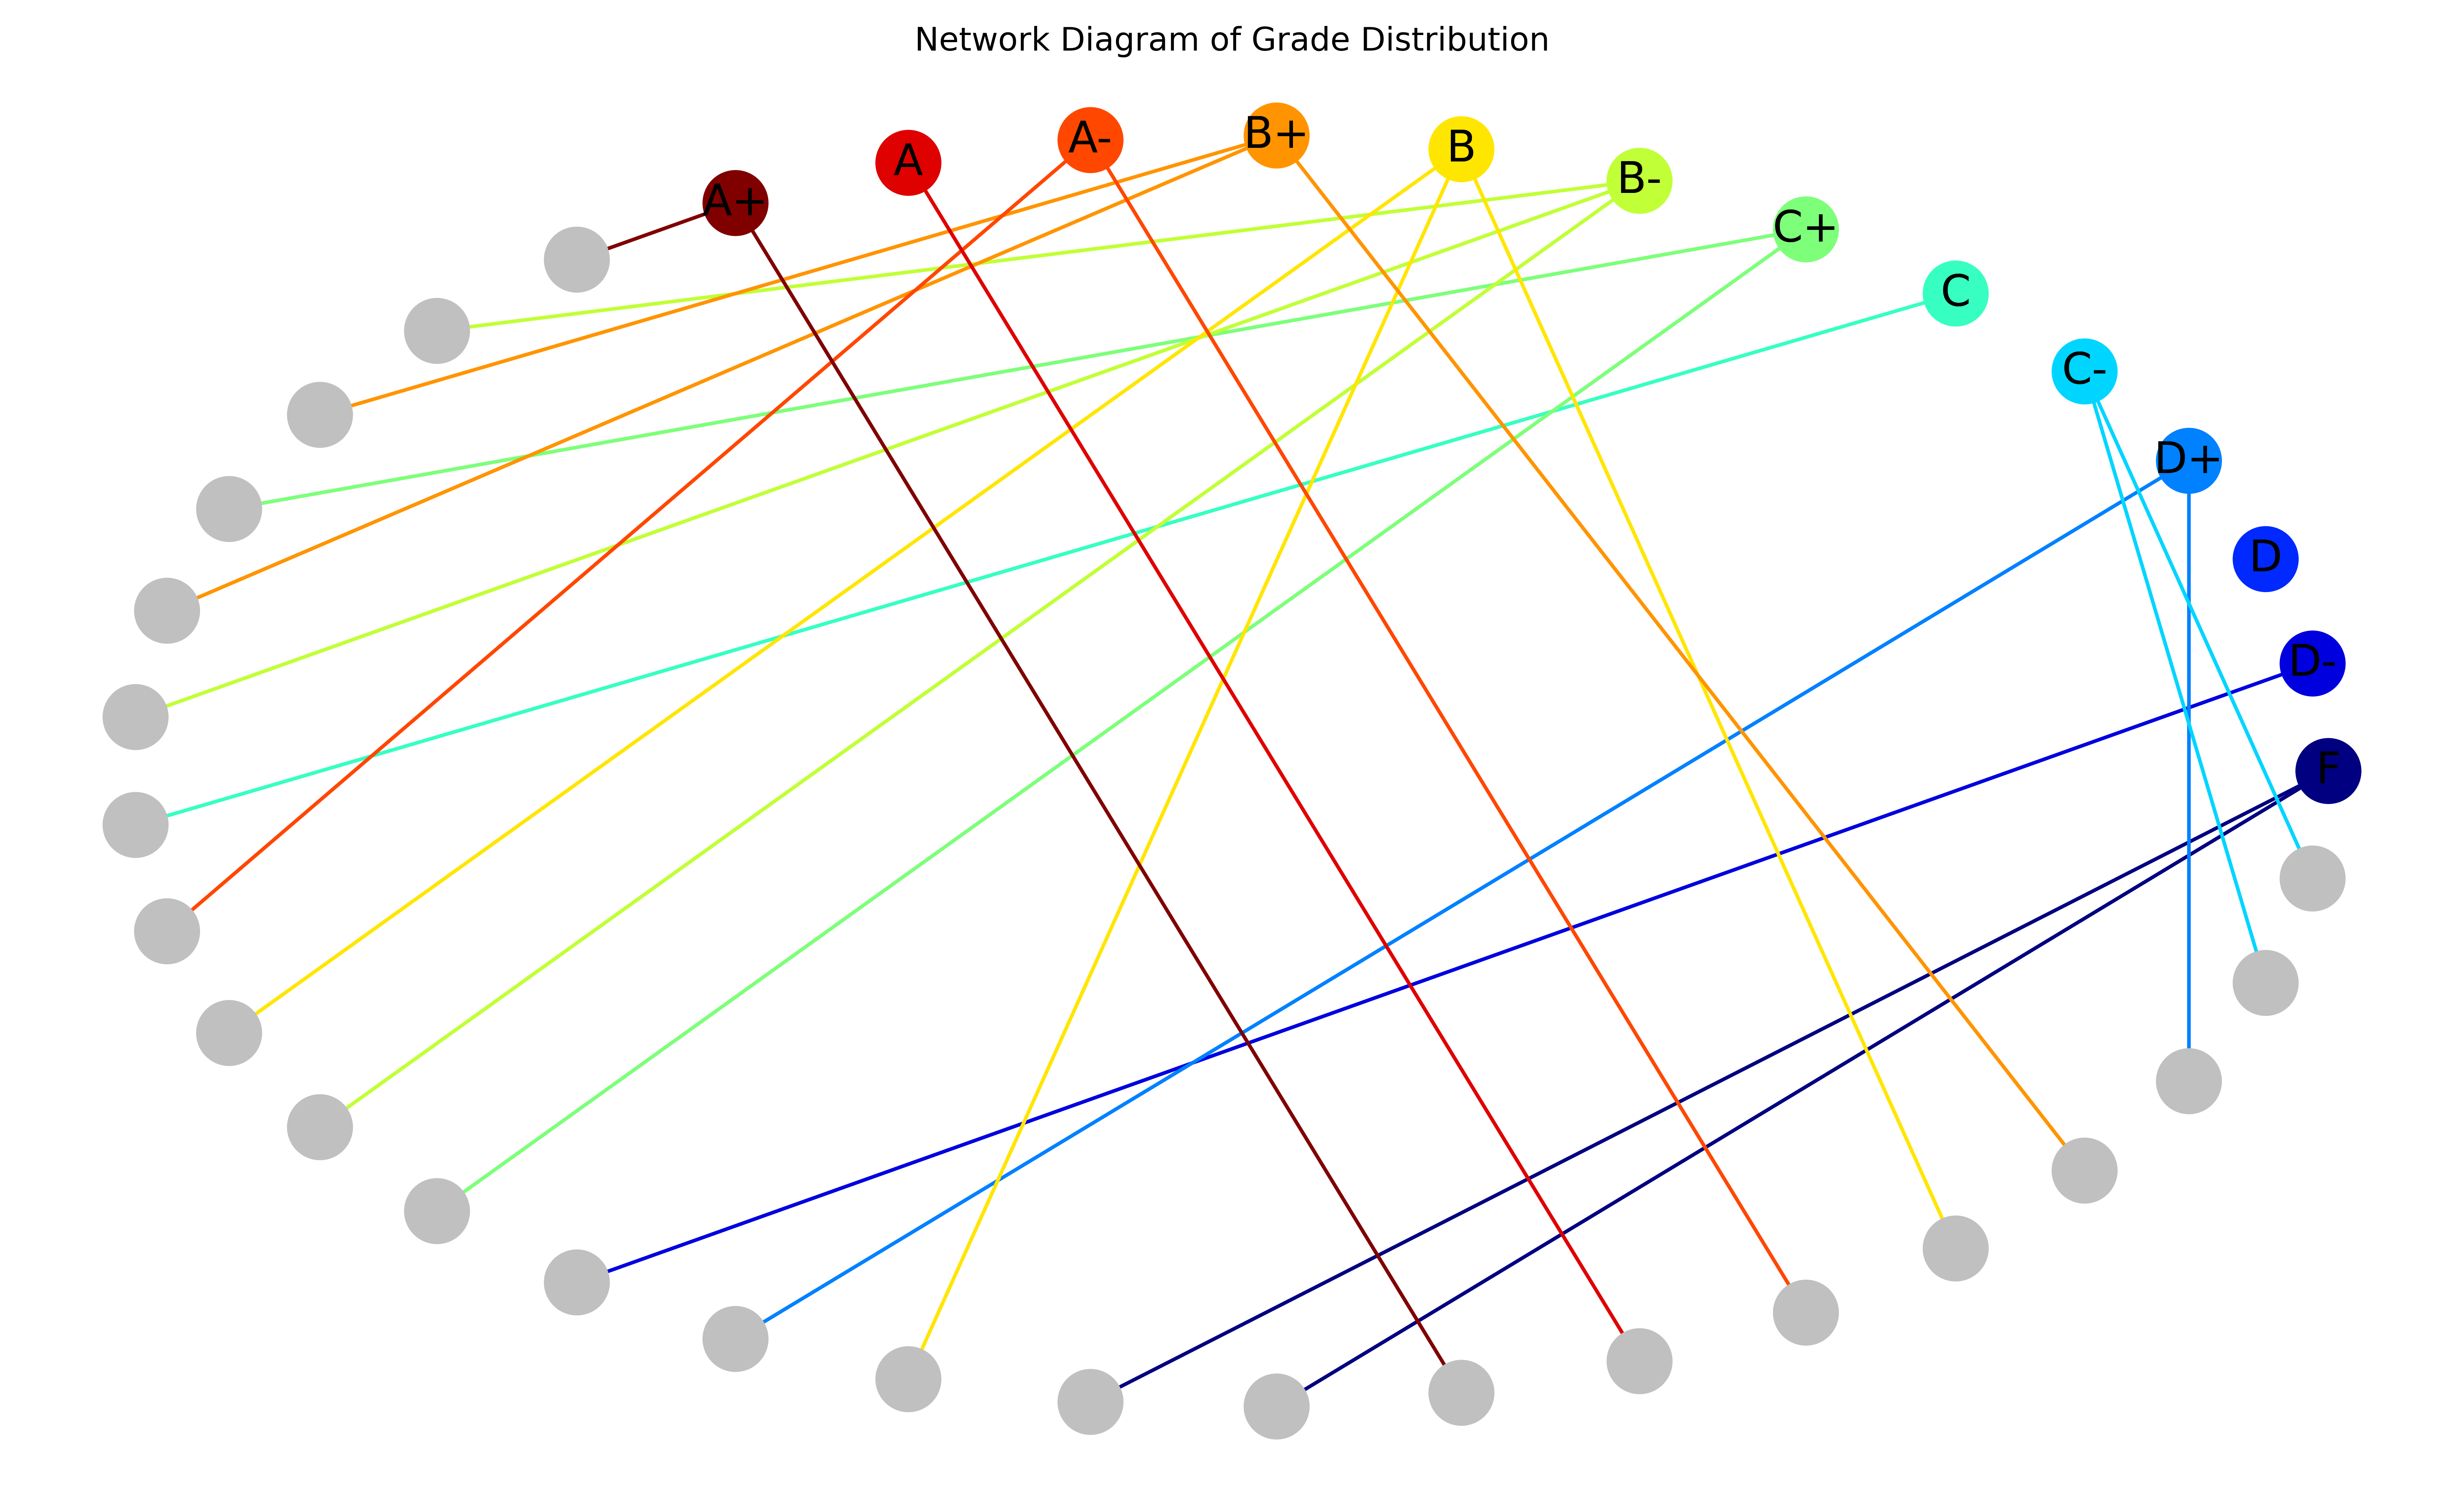 Network Diagram of Grade Distribution
A+
A
A-
B+
B
B-
C+
C
C-
D+
D
D-
F